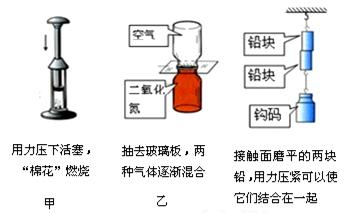 空气
二氧化
氮
铅块
铅块
钩码
用力压下活塞，
“棉花”燃烧
甲
抽去玻璃板，两
种气体逐渐混合
乙
接触面磨平的两块
铅，用力压紧可以使
它们结合在一起